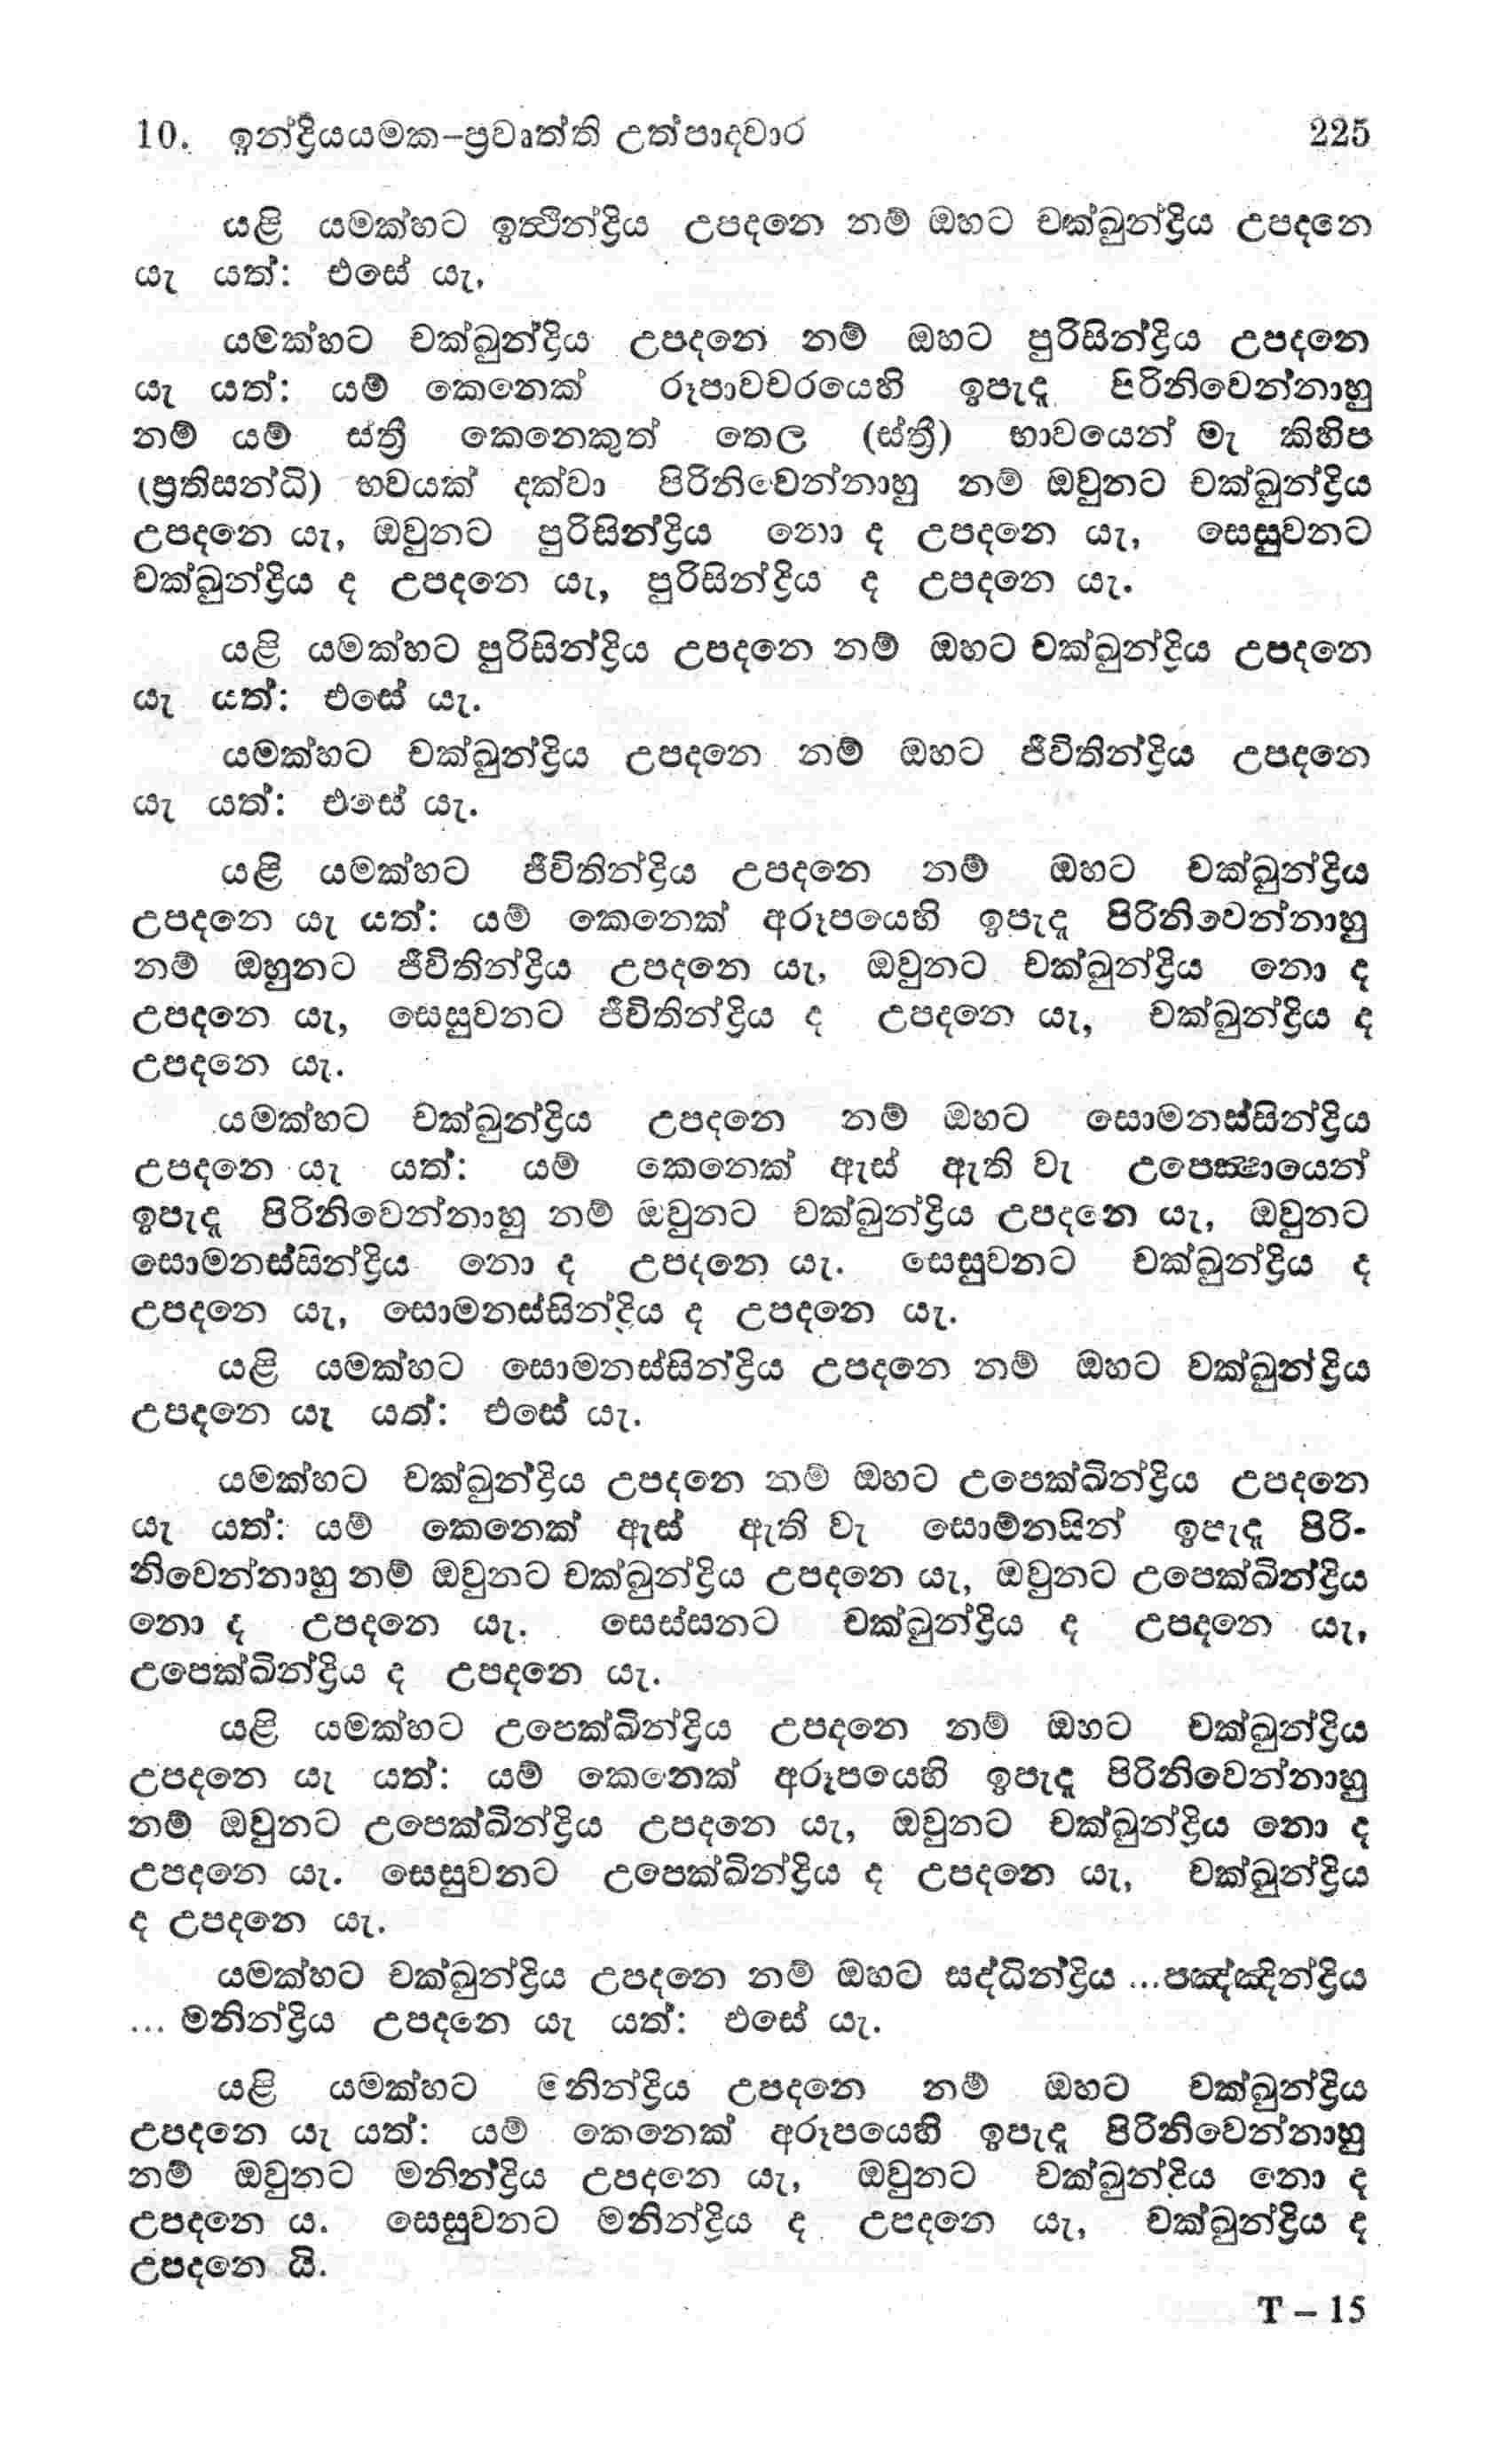 10. ඉන්ද්‍රියයමක-ප්‍රවෘත්ති උත්පාදවාර 225
යළි යමක්හට ඉත්‍ථින්ද්‍රිය උපදනෙ නම් ඔහට චක්ඛුන්ද්‍රිය උපදනෙ
යැ යත්: එසේ යැ,
යමක්හට චක්ඛුන්ද්‍රිය උපදනෙ නම් ඔහට පුරිසින්ද්‍රිය උපදනෙ
යැ යත්: යම් කෙනෙක් රූපාවචරයෙහි ඉපැදැ පිරිනිවෙන්නාහු
නම් යම් ස්ත්‍රී කෙනෙකුත් තෙල (ස්ත්‍රී) භාවයෙන් මැ කිහිප
(ප්‍රතිසන්ධි) භවයක් දක්වා පිරිනිවෙන්නාහු නම් ඔවුනට චක්ඛුන්ද්‍රිය
උපදනෙ යැ, ඔවුනට පුරිසින්ද්‍රිය නො ද උපදනෙ යැ, සෙසුවනට
චක්ඛුන්ද්‍රිය ද උපදනෙ යැ, පුරිසින්ද්‍රිය ද උපදනෙ යැ.
යළි යමක්හට පුරිසින්ද්‍රිය උපදනෙ නම් ඔහට චක්ඛුන්ද්‍රිය උපදනෙ
යැ යත්: එසේ යැ.
යමක්හට චක්ඛුන්ද්‍රිය උපදනෙ නම් ඔහට ජීවිතින්ද්‍රිය උපදනෙ
යැ යත්: එසේ යැ.
යළි යමක්හට ජීවිතින්ද්‍රිය උපදනෙ නම් ඔහට චක්ඛුන්ද්‍රිය
උපදනෙ යැ යත්: යම් කෙනෙක් අරූපයෙහි ඉපැදැ පිරිනිවෙන්නාහු
නම් ඔහුනට ජීවිතින්ද්‍රිය උපදනෙ යැ, ඔවුනට චක්ඛුන්ද්‍රිය නො ද
උපදනෙ යැ, සෙසුවනට ජීවිතින්ද්‍රිය ද උපදනෙ යැ, චක්ඛුන්ද්‍රිය ද
උපදනෙ යැ.
යමක්හට චක්ඛුන්ද්‍රිය උපදනෙ නම් ඔහට සොමනස්සින්ද්‍රිය
උපදනෙ යැ යත්: යම් කෙනෙක් ඇස් ඇති වැ උපෙක්‍ෂායෙන්
ඉපැදැ පිරිනිවෙන්නාහු නම් ඔවුනට චක්ඛුන්ද්‍රිය උපදනෙ යැ, ඔවුනට
සොමනස්සින්ද්‍රිය නො ද උපදනෙ යැ. සෙසුවනට චක්ඛුන්ද්‍රිය ද
උපදනෙ යැ, සොමනස්සින්ද්‍රිය ද උපදනෙ යැ.
යළි යමක්හට සොමනස්සින්ද්‍රිය උපදනෙ නම් ඔහට චක්ඛුන්ද්‍රිය
උපදනෙ යැ යත්: එසේ යැ.
යමක්හට චක්ඛුන්ද්‍රිය උපදනෙ නම් ඔහට උපෙක්ඛින්ද්‍රිය උපදනෙ
යැ යත්: යම් කෙනෙක් ඇස් ඇති වැ සොම්නසින් ඉපැදැ පිරි-
නිවෙන්නාහු නම් ඔවුනට චක්ඛුන්ද්‍රිය උපදනෙ යැ, ඔවුනට උපෙක්ඛින්ද්‍රිය
නො ද උපදනෙ යැ. සෙස්සනට චක්ඛුන්ද්‍රිය ද උපදනෙ යැ,
උපෙක්ඛින්ද්‍රිය ද උපදනෙ යැ.
යළි යමක්හට උපෙක්ඛින්ද්‍රිය උපදනෙ නම් ඔහට චක්ඛුන්ද්‍රිය
උපදනෙ යැ යත්: යම් කෙනෙක් අරූපයෙහි ඉපැදැ පිරිනිවෙන්නාහු
නම් ඔවුනට උපෙක්ඛින්ද්‍රිය උපදනෙ යැ, ඔවුනට චක්ඛුන්ද්‍රිය නො ද
උපදනෙ යැ. සෙසුවනට උපෙක්ඛින්ද්‍රිය ද උපදනෙ යැ, චක්ඛුන්ද්‍රිය
ද උපදනෙ යැ.
යමක්හට චක්ඛුන්ද්‍රිය උපදනෙ නම් ඔහට සද්ධින්ද්‍රිය ...පඤ්ඤින්ද්‍රිය
... මනින්ද්‍රිය උපදනෙ යැ යත්: එසේ යැ.
යළි යමක්හට මනින්ද්‍රිය උපදනෙ නම් ඔහට චක්ඛුන්ද්‍රිය
උපදනෙ යැ යත්: යම් කෙනෙක් අරූපයෙහි ඉපැදැ පිරිනිවෙන්නාහු
නම් ඔවුනට මනින්ද්‍රිය උපදනෙ යැ, ඔවුනට චක්ඛුන්ද්‍රිය නො ද
උපදනෙ ය. සෙසුවනට මනින්ද්‍රිය ද උපදනෙ යැ, චක්ඛුන්ද්‍රිය ද
උපදනෙ යි.
T – 15